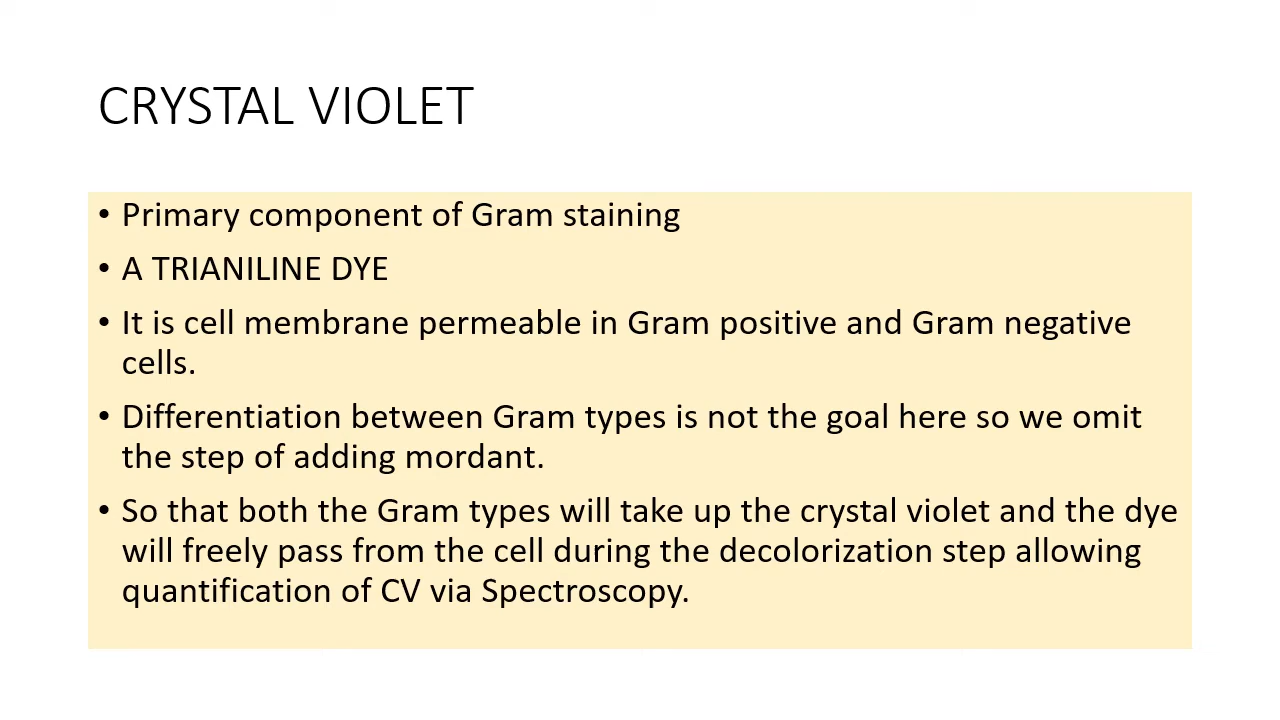 CRYSTAL VIOLET
• Primary component of Gram staining
• A TRIANILINE DYE
• It is cell membrane permeable in Gram positive and Gram negative
cells.
• Differentiation between Gram types is not the goal here so we omit
the step of adding mordant.
• So that both the Gram types will take up the crystal violet and the dye
will freely pass from the cell during the decolorization step allowing
quantification of CV via Spectroscopy.